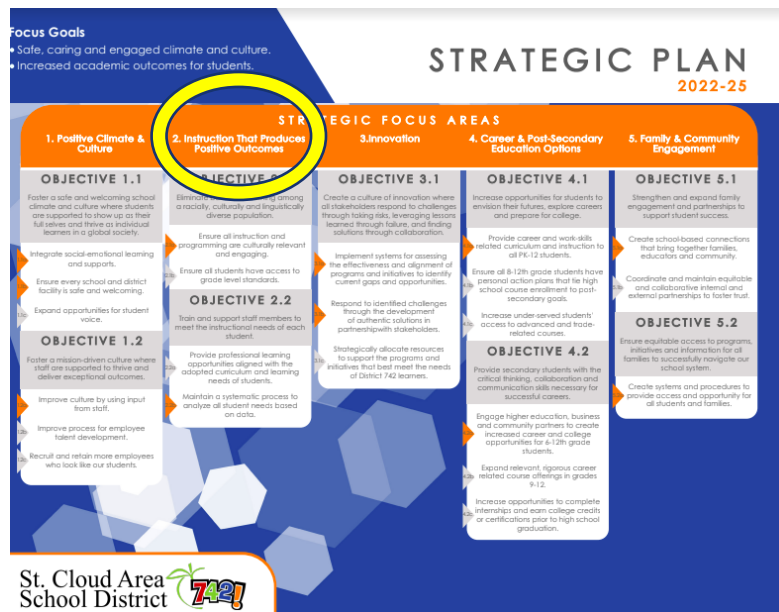 Focus Goals
• Safe, caring and engaged climate and culture.
• Increased academic outcomes for students.
STRATEGIC PLAN
2022-25
STRATEGIC FOCUS AREAS
1. Positive Climate &
Culture
OBJECTIVE 1.1
Foster a safe and welcoming school
climate and culture where students
are supported to show up as their
full selves and thrive as individual
learners in a global society.
Integrate social-emotional learning
and supports.
Ensure every school and district
facility is safe and welcoming.
Expand opportunities for student
voice.
OBJECTIVE 1.2
Foster a mission-driven culture where
staff are supported to thrive and
deliver exceptional outcomes.
Improve culture by using input
from staff.
Improve process for employee
talent development.
Recruit and retain more employees
who look like our students.
2. Instruction That Produces
Positive Outcomes
OBJECTIVE
Eliminate among
a racially, culturally and linguistically
diverse population.
Ensure all instruction and
programming are culturally relevant
and engaging.
Ensure all students have access to
grade level standards.
OBJECTIVE 2.2
Train and support staff members to
meet the instructional needs of each
student.
Provide professional learning
opportunities aligned with the
adopted curriculum and learning
needs of students.
Maintain a systematic process to
analyze all student needs based
on data.
3.Innovation
OBJECTIVE 3.1
Create a culture of innovation where
all stakeholders respond to challenges
through taking risks, leveraging lessons
learned through failure, and finding
solutions through collaboration.
Implement systems for assessing
the effectiveness and alignment of
programs and initiatives to identify
current gaps and opportunities.
Respond to identified challenges
through the development
of authentic solutions in
partnershipwith stakeholders.
Strategically allocate resources
to support the programs and
initiatives that best meet the needs
of District 742 learners.
4. Career & Post-Secondary
Education Options
OBJECTIVE 4.1
Increase opportunities for students to
envision their futures, explore careers
and prepare for college.
Provide career and work-skills
related curriculum and instruction to
all PK-12 students.
Ensure all 8-12th grade students have
personal action plans that tie high
school course enrollment to post-
secondary goals.
Increase under-served students'
access to advanced and trade-
related courses.
OBJECTIVE 4.2
Provide secondary students with the
critical thinking, collaboration and
communication skills necessary for
successful careers.
Engage higher education, business
and community partners to create
increased career and college
opportunities for 6-12th grade
students.
Expand relevant, rigorous career
related course offerings in grades
9-12.
Increase opportunities to complete
internships and earn college credits
or certifications prior to high school
graduation.
5. Family & Community
Engagement
OBJECTIVE 5.1
Strengthen and expand family
engagement and partnerships to
support student success.
Create school-based connections
that bring together families,
educators and community.
Coordinate and maintain equitable
and collaborative internal and
external partnerships to foster trust.
OBJECTIVE 5.2
Ensure equitable access to programs,
initiatives and information for all
families to successfully navigate our
school system.
Create systems and procedures to
provide access and opportunity for
all students and families.
St. Cloud Area
School District
742!